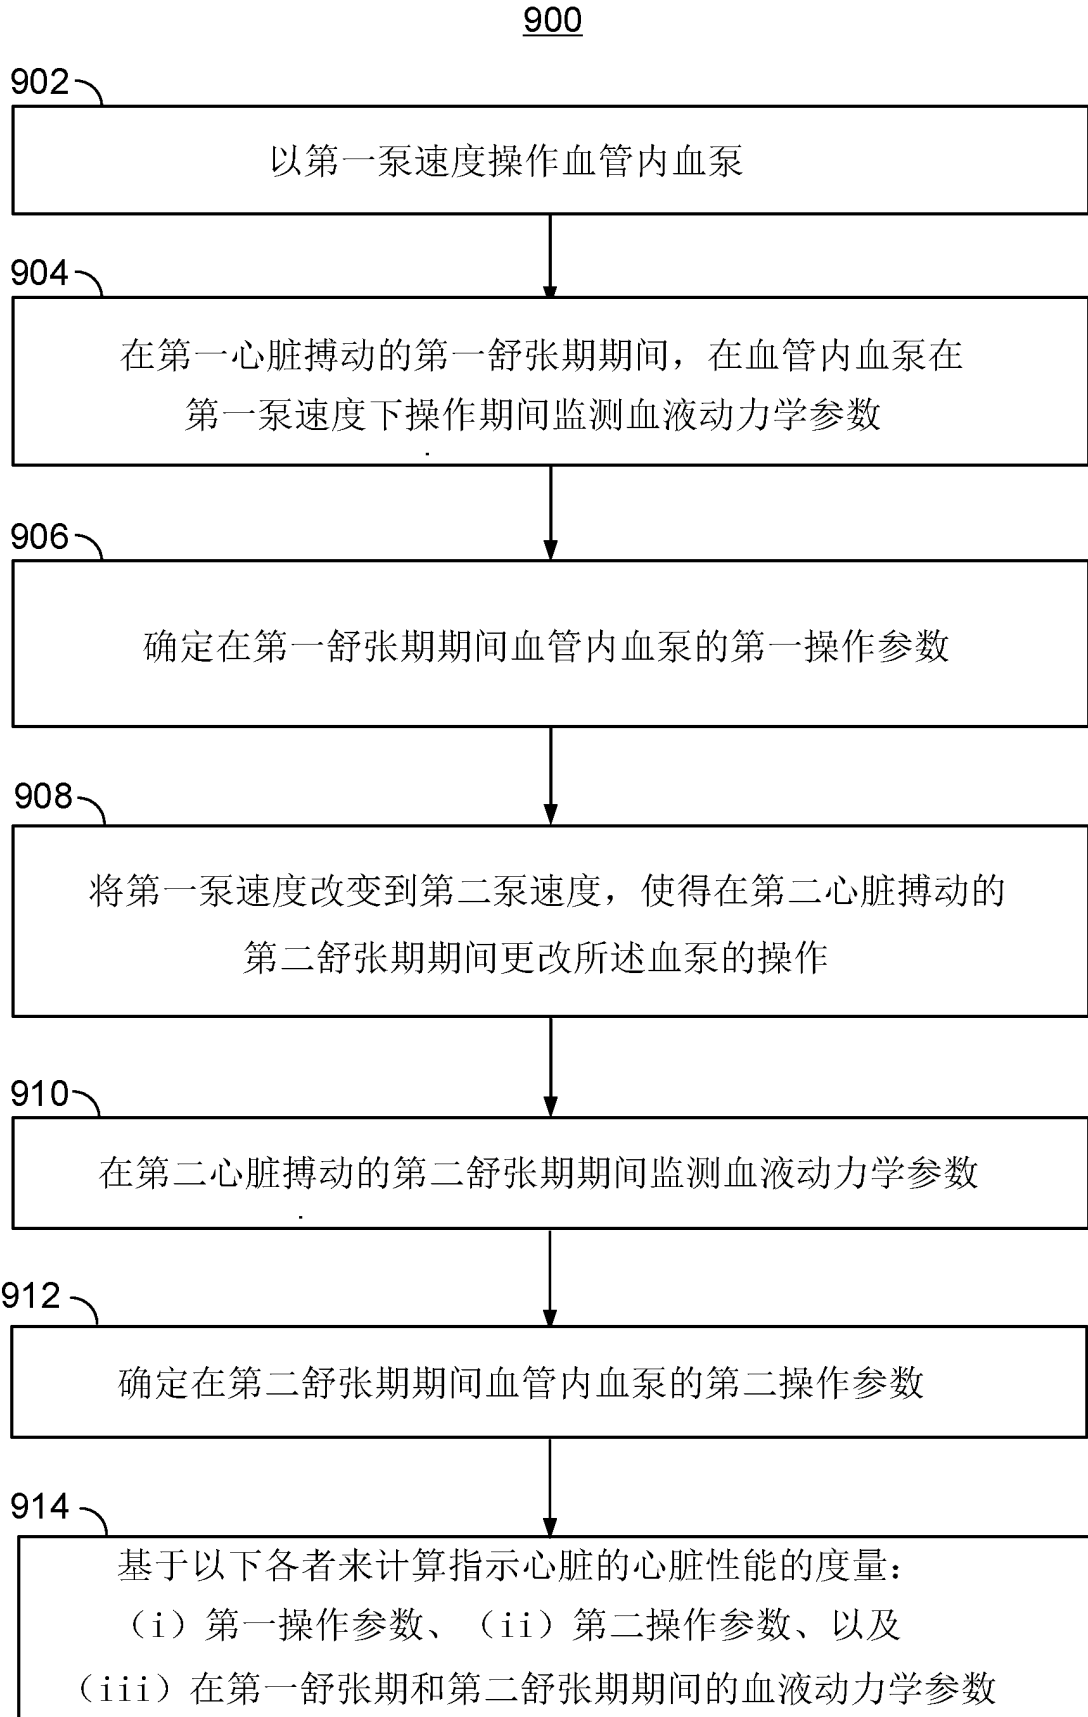 900
902
以第一泵速度操作血管内血泵
904
在第一心脏搏动的第一舒张期期间，在血管内血泵在
第一泵速度下操作期间监测血液动力学参数
906
确定在第一舒张期期间血管内血泵的第一操作参数
908
将第一泵速度改变到第二泵速度，使得在第二心脏搏动的
第二舒张期期间更改所述血泵的操作
910
在第二心脏搏动的第二舒张期期间监测血液动力学参数
912
确定在第二舒张期期间血管内血泵的第二操作参数
914
基于以下各者来计算指示心脏的心脏性能的度量：
（i）第一操作参数、（ii）第二操作参数、以及
（iii）在第一舒张期和第二舒张期期间的血液动力学参数